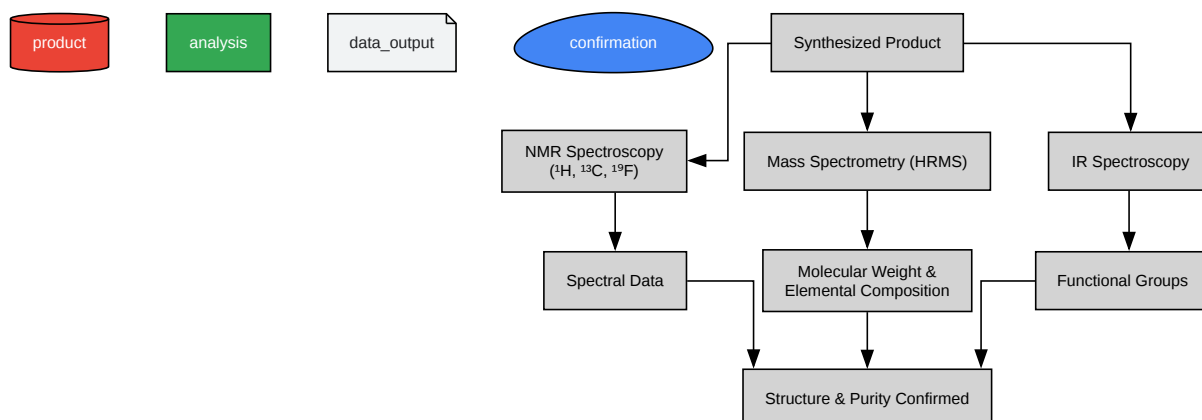 product
analysis
data_output
confirmation
Synthesized Product
NMR Spectroscopy
(¹H, ¹³C, ¹⁹F)
Mass Spectrometry (HRMS)
IR Spectroscopy
Spectral Data
Molecular Weight &
Elemental Composition
Functional Groups
Structure & Purity Confirmed